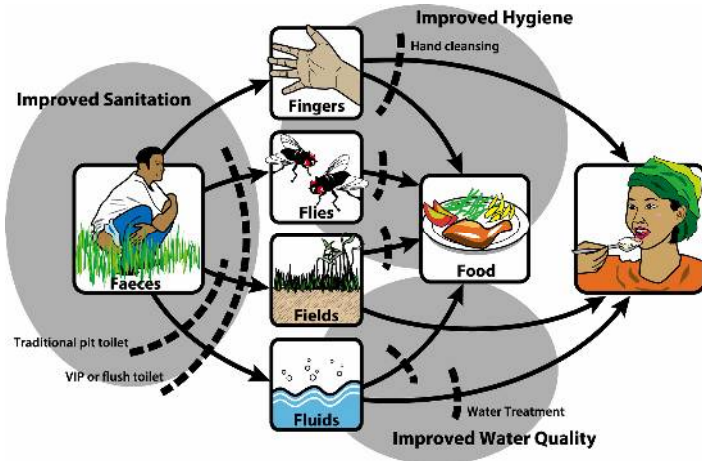 Improved Hygiene
Hand cleansing
Fingers
Improved Sanitation
Flies
Faeces
Food
Fields
Traditional pit toilet
VIP or flush toilet
Fluids
Water Treatment
Improved Water Quality